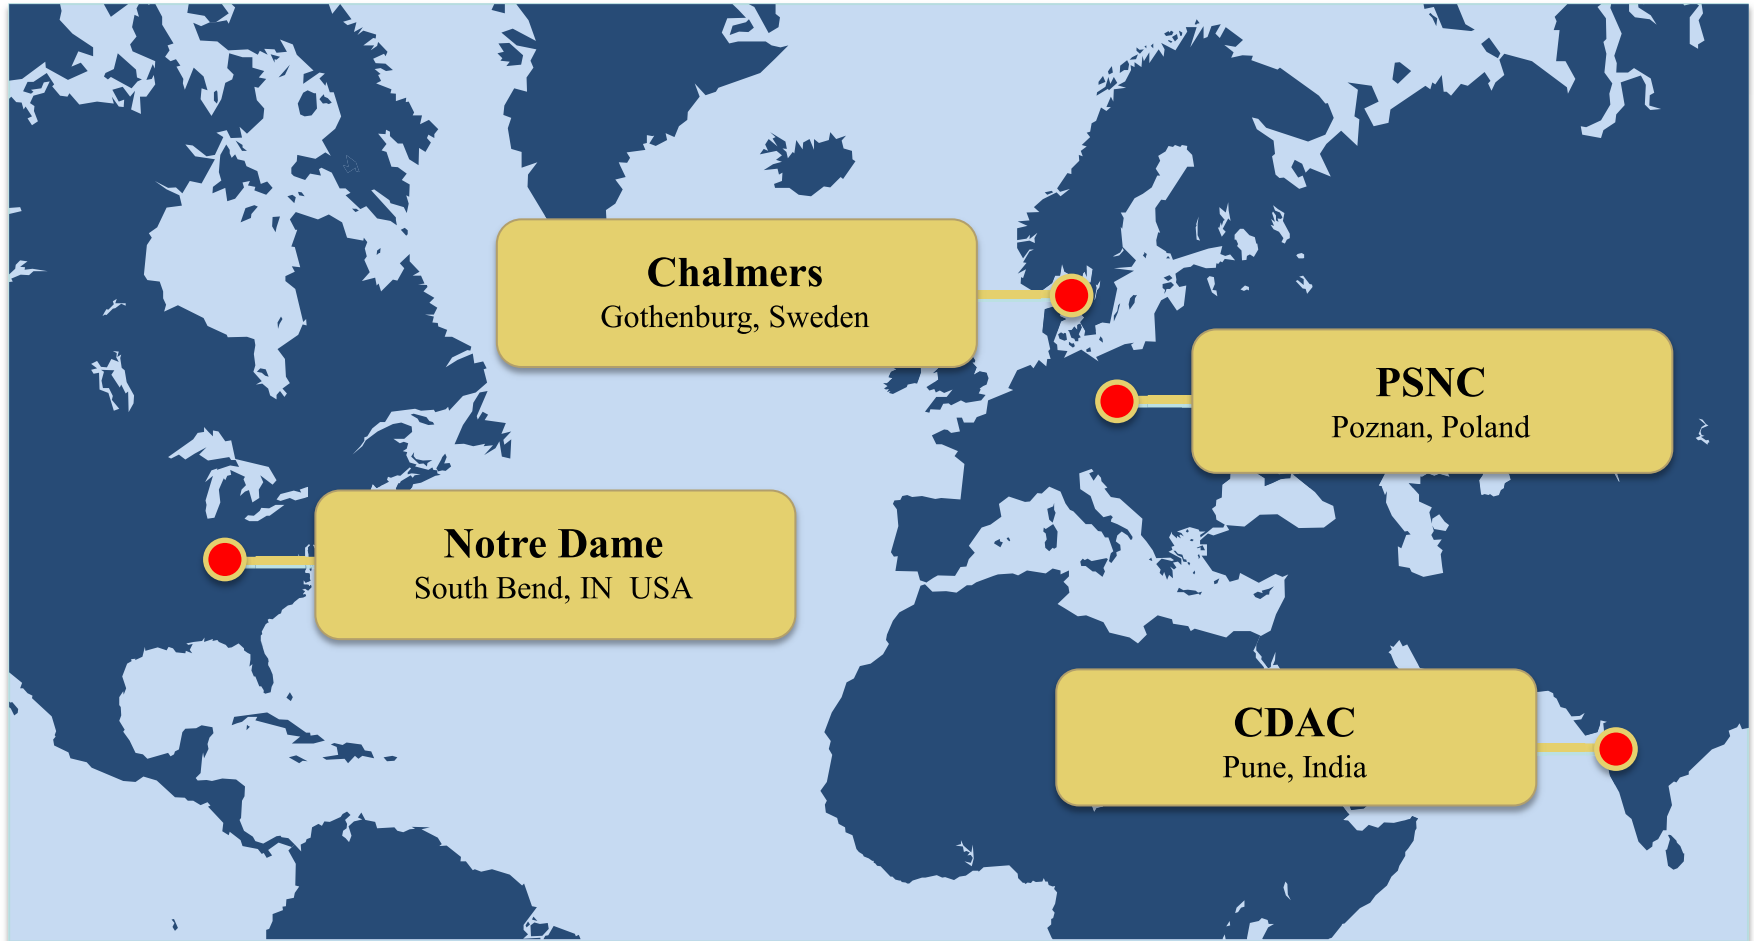 Chalmers
Gothenburg, Sweden
PSNC
Poznan, Poland
Notre Dame
South Bend, IN  USA
CDAC
Pune, India